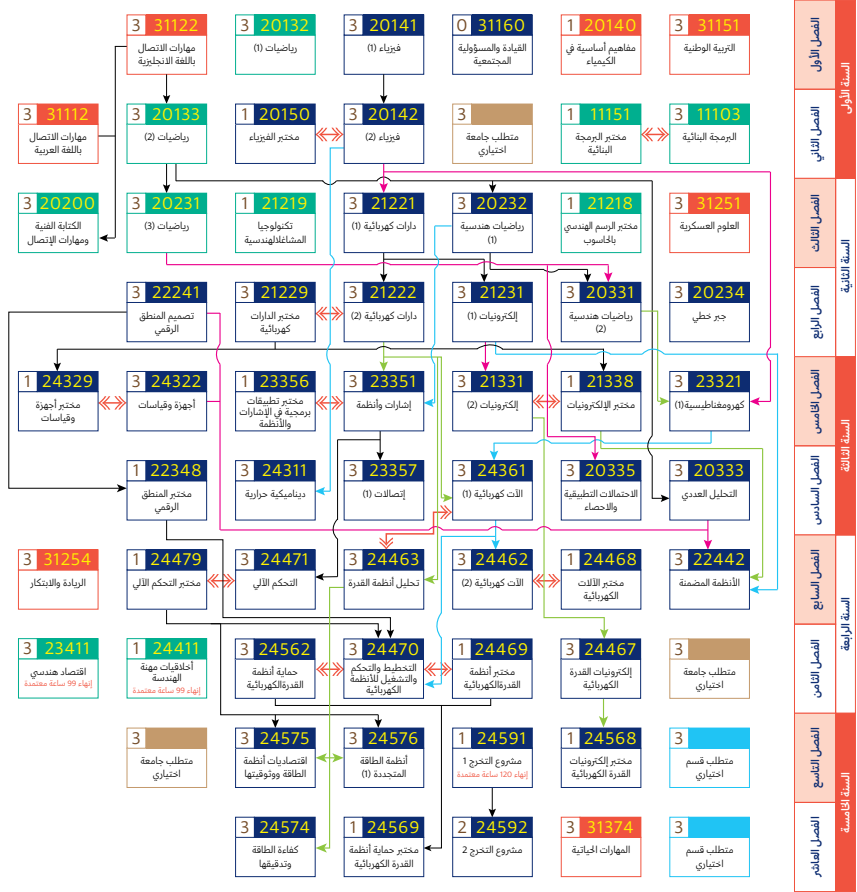 السنة الأولى
الفصل الأول
31151 3
التربية الوطنية
20140 1
مفاهيم أساسية في
الكيمياء
31160 0
القيادة والمسؤولية
المجتمعية
20141 3
فيزياء (1)
20132 3
رياضيات (1)
31122 3
مهارات الاتصال
باللغة الانجليزية
الفصل الثاني
11103 3
البرمجة البنائية
11151 1
مختبر البرمجة
البنائية
3
متطلب جامعة
اختياري
20142 3
فيزياء (2)
20150 1
مختبر الفيزياء
20133 3
رياضيات (2)
31112 3
مهارات الاتصال
باللغة العربية
السنة الثانية
الفصل الثالث
31251 3
العلوم العسكرية
21218 1
مختبر الرسم الهندسي
بالحاسوب
20232 3
رياضيات هندسية
(1)
21221 3
دارات كهربائية (1)
21219 1
تكنولوجيا
المشاغلالهندسية
20231 3
رياضيات (3)
20200 3
الكتابة الفنية
ومهارات الإتصال
الفصل الرابع
20234 3
جبر خطي
20331 3
رياضيات هندسية
(2)
21231 3
إلكترونيات (1)
21222 3
دارات كهربائية (2)
21229 3
مختبر الدارات
كهربائية
22241 3
تصميم المنطق
الرقمي
السنة الثالثة
الفصل الخامس
23321 3
كهرومغناطيسية(1)
21338 1
مختبر الإلكترونيات
21331 3
إلكترونيات (2)
23351 3
إشارات وأنظمة
23356 1
مختبر تطبيقات
برمجية في الإشارات
والأنظمة
24322 3
أجهزة وقياسات
24329 1
مختبر أجهزة
وقياسات
الفصل السادس
20333 3
التحليل العددي
20335 3
الاحتمالات التطبيقية
والاحصاء
24361 3
الآت كهربائية (1)
23357 3
إتصالات (1)
24311 3
ديناميكية حرارية
22348 1
مختبر المنطق
الرقمي
السنة الرابعة
الفصل السابع
22442 3
الأنظمة المضمنة
24468 1
مختبر الآلات
الكهربائية
24462 3
الآت كهربائية (2)
24463 3
تحليل أنظمة القدرة
24471 3
التحكم الآلي
24479 1
مختبر التحكم الآلي
31254 3
الريادة والابتكار
الفصل الثامن
3
متطلب جامعة
اختياري
24467 3
إلكترونيات القدرة
الكهربائية
24469 1
مختبر أنظمة
القدرةالكهربائية
24470 3
التخطيط والتحكم
والتشغيل للأنظمة
الكهربائية
24562 3
حماية أنظمة
القدرةالكهربائية
24411 1
أخلاقيات مهنة
الهندسة
إنهاء 99 ساعة معتمدة
23411 3
اقتصاد هندسي
إنهاء 99 ساعة معتمدة
السنة الخامسة
الفصل التاسع
3
متطلب قسم
اختياري
24568 1
مختبر إلكترونيات
القدرة الكهربائية
24591 1
مشروع التخرج 1
إنهاء 120 ساعة معتمدة
24576 3
أنظمة الطاقة
المتجددة (1)
24575 3
اقتصاديات أنظمة
الطاقة وموثوقيتها
3
متطلب جامعة
اختياري
الفصل العاشر
3
متطلب قسم
اختياري
31374 3
المهارات الحياتية
24592 2
مشروع التخرج 2
24569 1
مختبر حماية أنظمة
القدرة الكهربائية
24574 3
كفاءة الطاقة
وتدقيقها